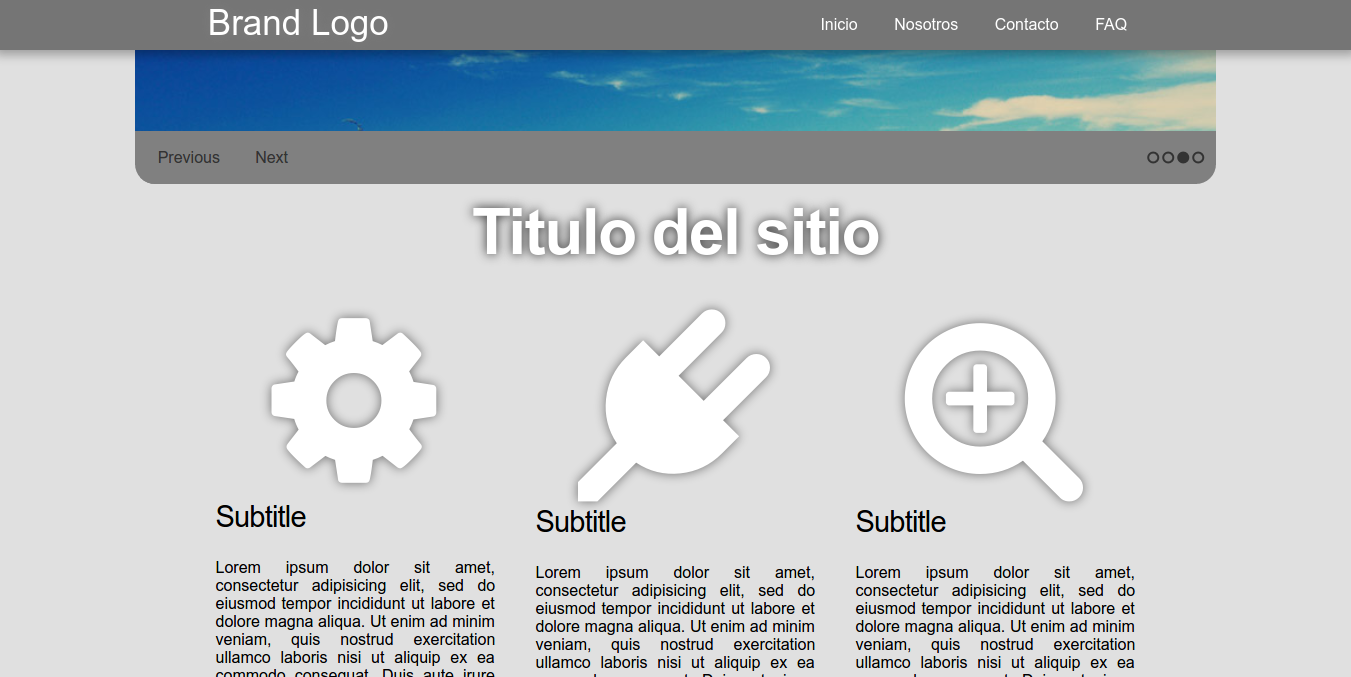 Brand Logo
Inicio Nosotros Contacto FAQ
Previous Next
Titulo del sitio
Subtitle
Lorem ipsum dolor sit amet,
consectetur adipisicing elit, sed do
eiusmod tempor incididunt ut labore et
dolore magna aliqua. Ut enim ad minim
veniam, quis nostrud exercitation
ullamco laboris nisi ut aliquip ex ea
commodo consequat. Duis aute irure
Subtitle
Lorem ipsum dolor sit amet,
consectetur adipisicing elit, sed do
eiusmod tempor incididunt ut labore et
dolore magna aliqua. Ut enim ad minim
veniam, quis nostrud exercitation
ullamco laboris nisi ut aliquip ex ea
Subtitle
Lorem ipsum dolor sit amet,
consectetur adipisicing elit, sed do
eiusmod tempor incididunt ut labore et
dolore magna aliqua. Ut enim ad minim
veniam, quis nostrud exercitation
ullamco laboris nisi ut aliquip ex ea